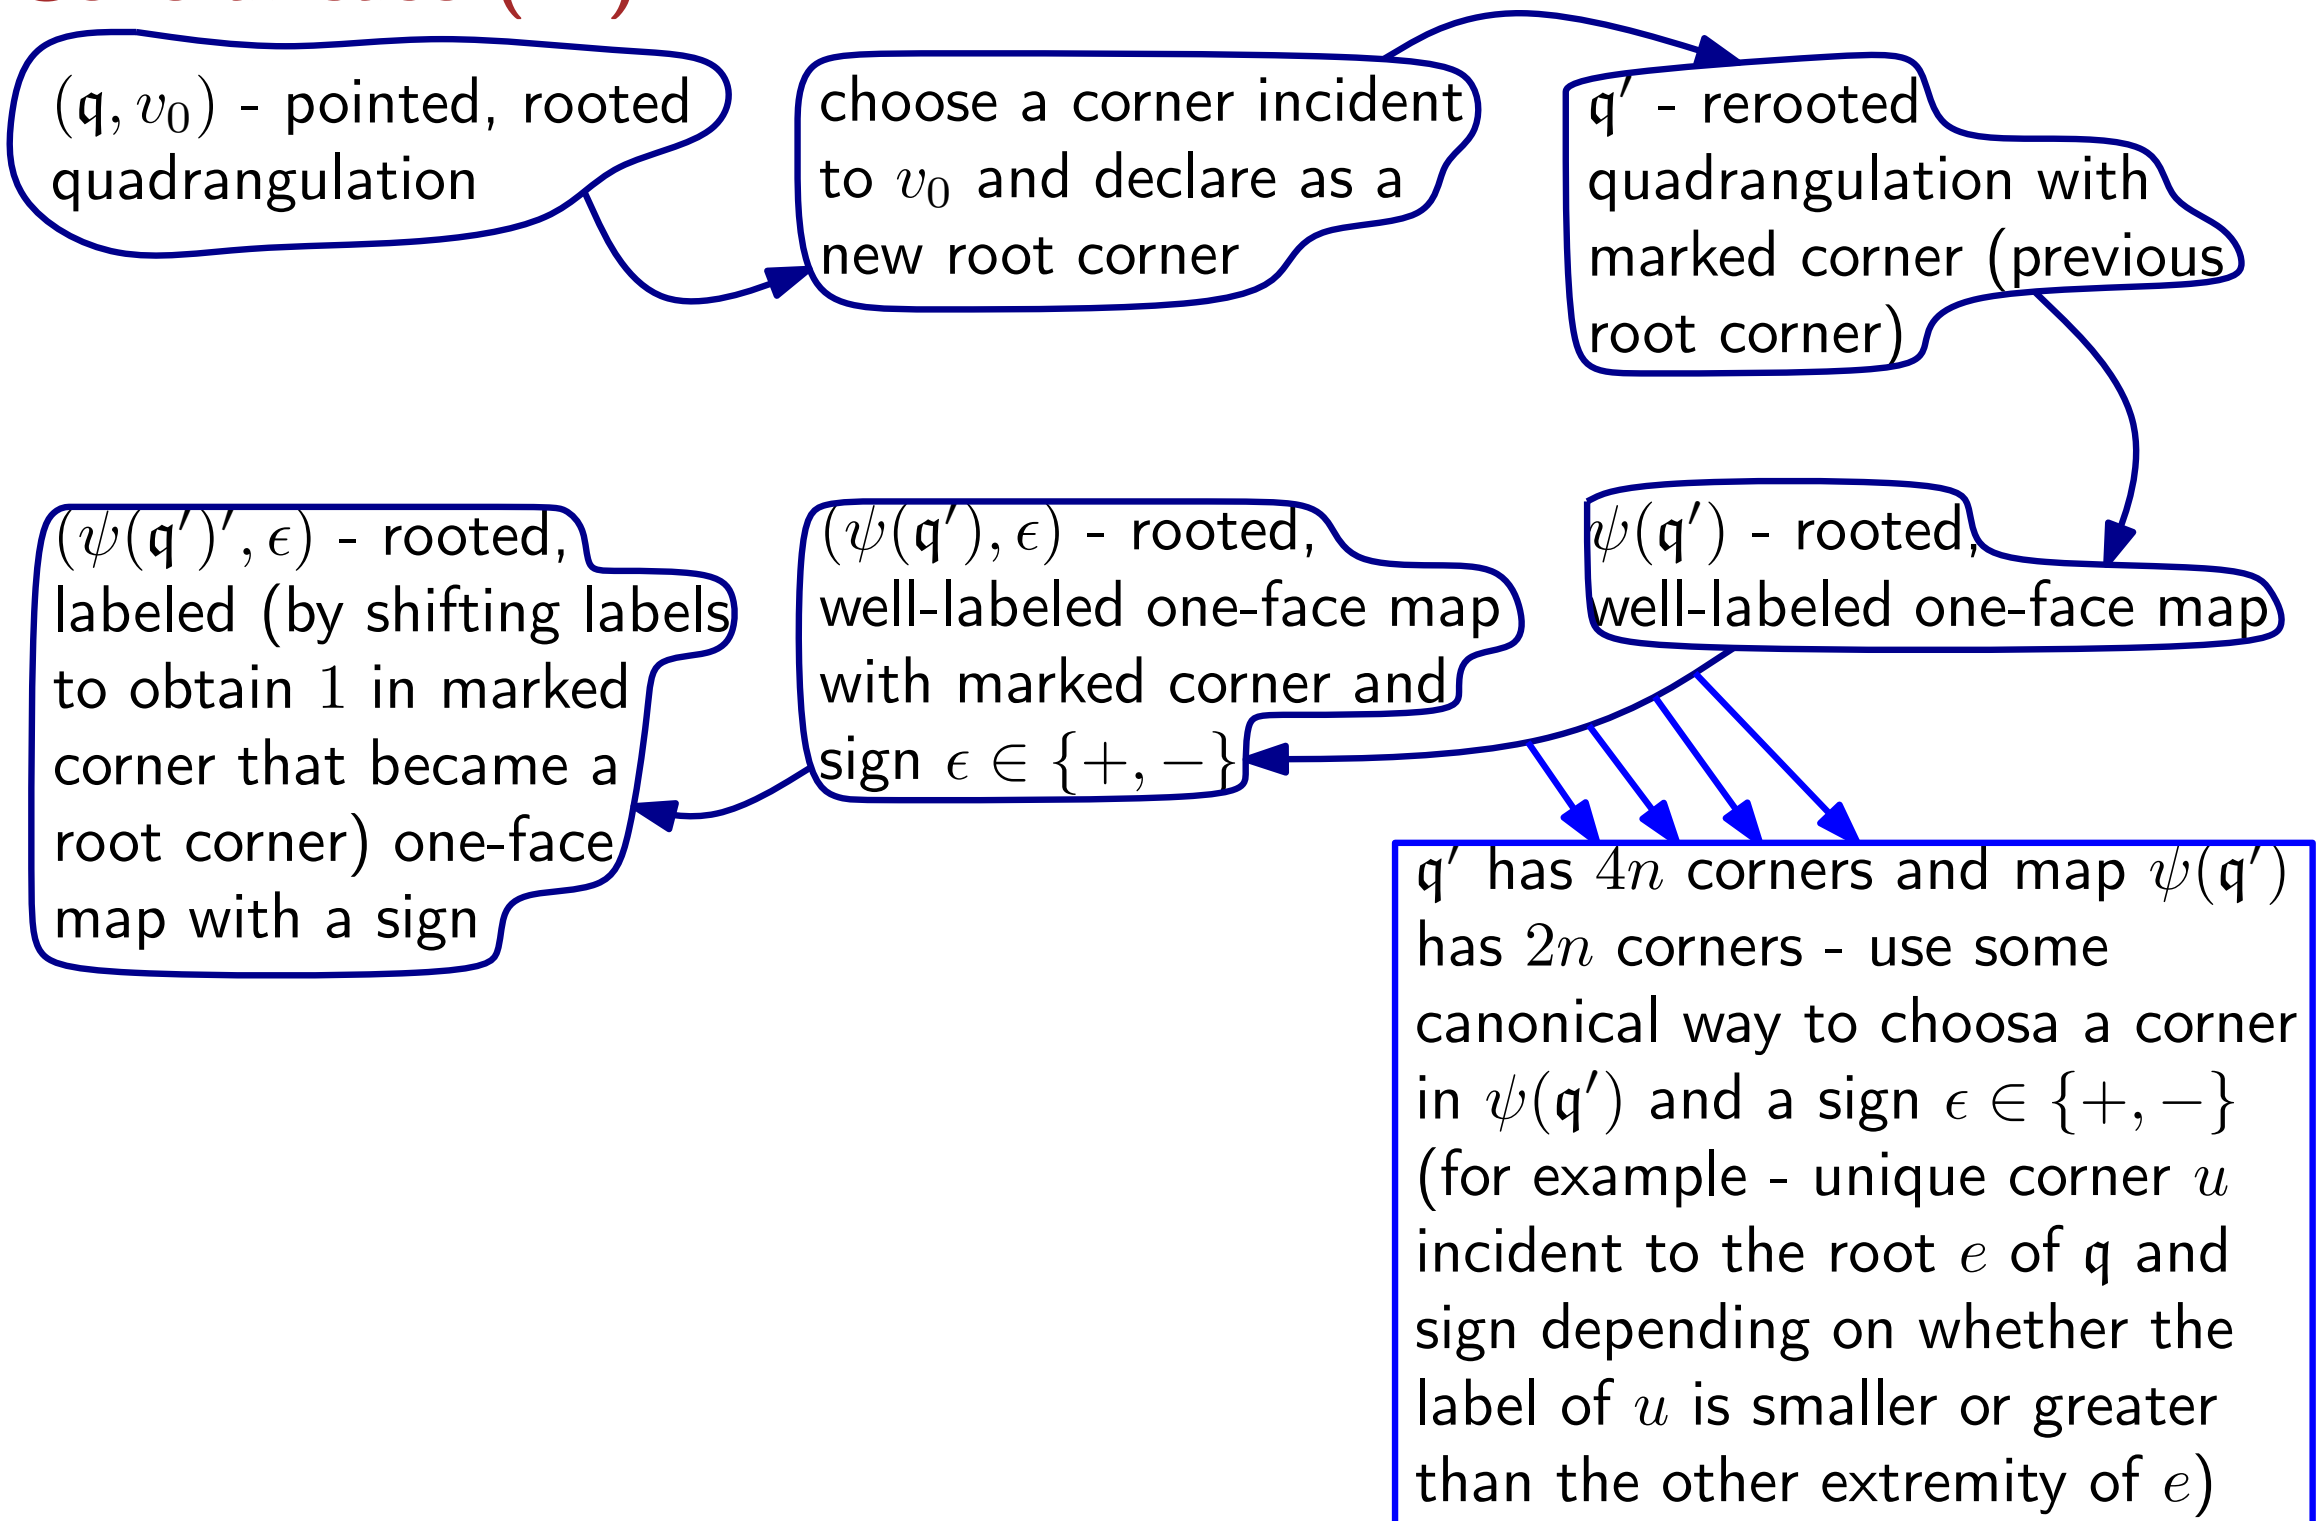 (𝔮, v₀) - pointed, rooted
quadrangulation
choose a corner incident
to v₀ and declare as a
new root corner
𝔮′ - rerooted
quadrangulation with
marked corner (previous
root corner)
ψ(𝔮′) - rooted,
well-labeled one-face map
(ψ(𝔮′), ϵ) - rooted,
well-labeled one-face map
with marked corner and
sign ϵ ∈ {+, −}
(ψ(𝔮′)′, ϵ) - rooted,
labeled (by shifting labels
to obtain 1 in marked
corner that became a
root corner) one-face
map with a sign
𝔮′ has 4n corners and map ψ(𝔮′)
has 2n corners - use some
canonical way to choosa a corner
in ψ(𝔮′) and a sign ϵ ∈ {+, −}
(for example - unique corner u
incident to the root e of 𝔮 and
sign depending on whether the
label of u is smaller or greater
than the other extremity of e)